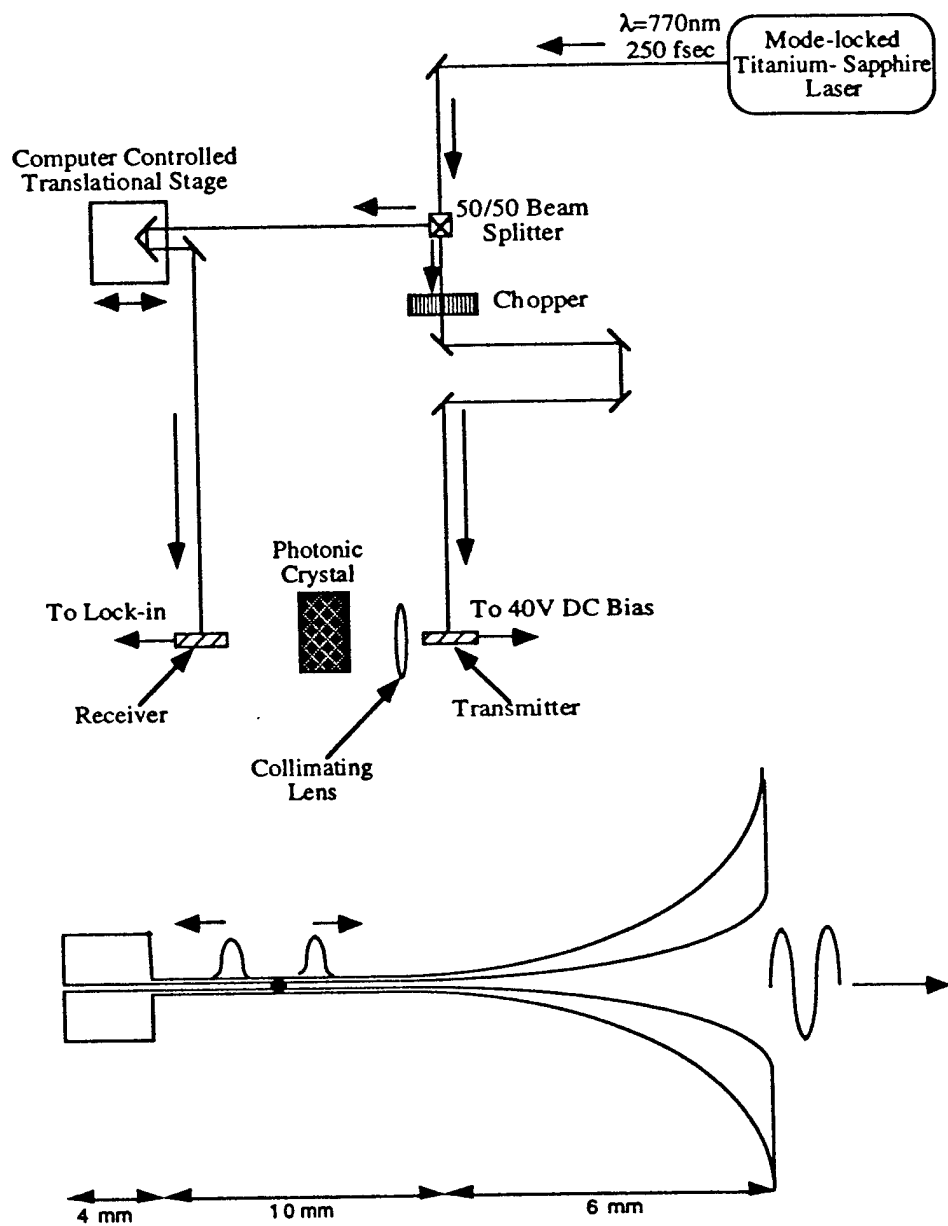 λ=770nm
250 fsec
Mode-locked
Titanium- Sapphire
Laser
Computer Controlled
Translational Stage
50/50 Beam
Splitter
Chopper
Photonic
Crystal
To Lock-in
To 40V DC Bias
Receiver
Transmitter
Collimating
Lens
4 mm
10 mm
6 mm